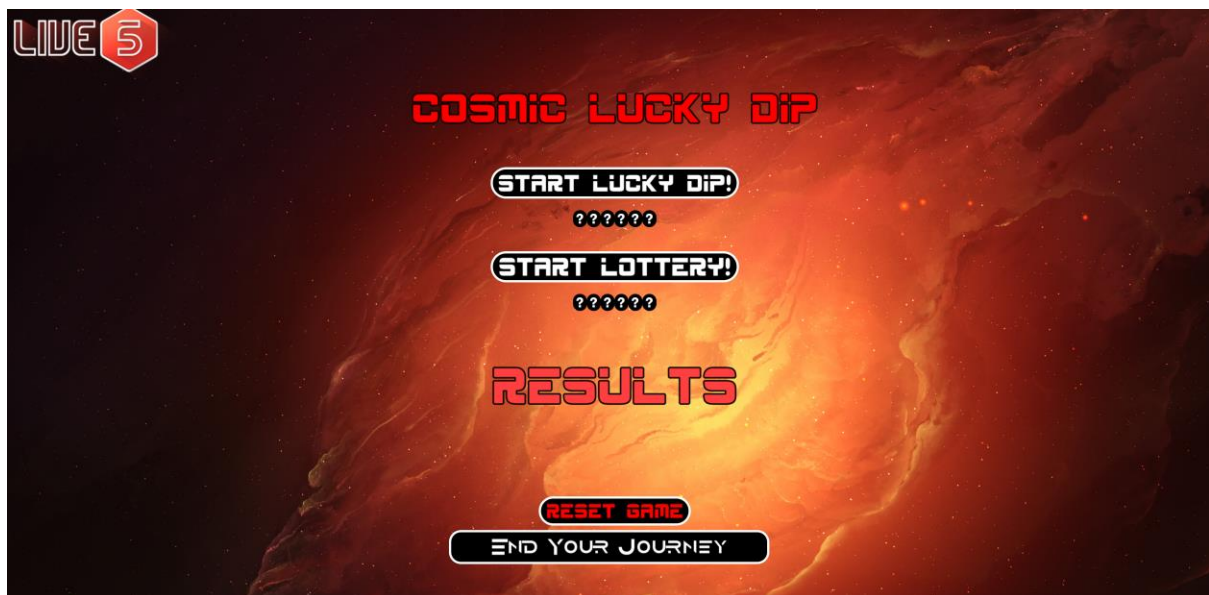 LIVE 5
COSMIC LUCKY DIP
START LUCKY DIP!
??????
START LOTTERY!
??????
RESULTS
RESET GAME
END YOUR JOURNEY